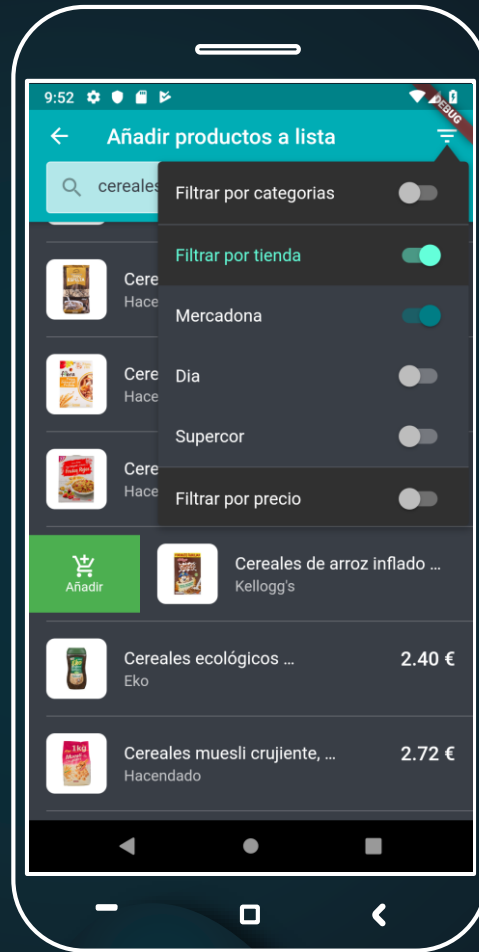 9:52
DEBUG
Añadir productos a lista
cereales
Filtrar por categorias
Filtrar por tienda
Mercadona
Dia
Supercor
Filtrar por precio
Cere
Hace
Cere
Hace
Cere
Hace
Añadir
Cereales de arroz inflado ...
Kellogg's
Cereales ecológicos ...
2.40 €
Eko
Cereales muesli crujiente, ...
2.72 €
Hacendado
1kg